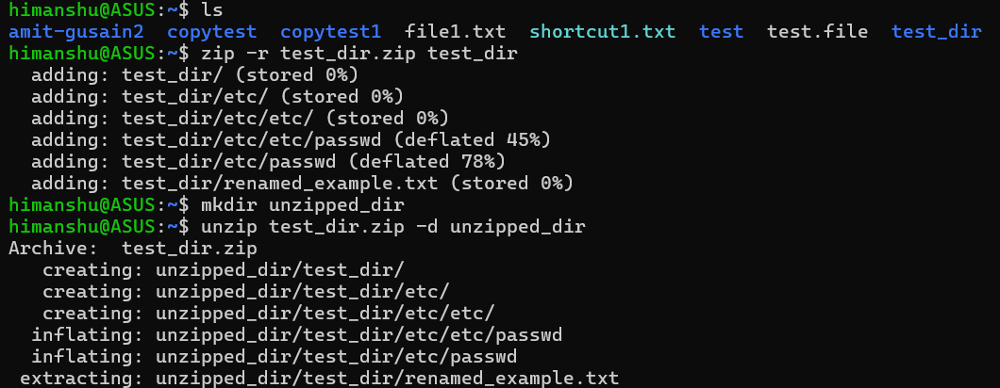 himanshu@ASUS:~$ ls
amit-gusain2  copytest  copytest1  file1.txt  shortcut1.txt  test  test.file  test_dir
himanshu@ASUS:~$ zip -r test_dir.zip test_dir
  adding: test_dir/ (stored 0%)
  adding: test_dir/etc/ (stored 0%)
  adding: test_dir/etc/etc/ (stored 0%)
  adding: test_dir/etc/etc/passwd (deflated 45%)
  adding: test_dir/etc/passwd (deflated 78%)
  adding: test_dir/renamed_example.txt (stored 0%)
himanshu@ASUS:~$ mkdir unzipped_dir
himanshu@ASUS:~$ unzip test_dir.zip -d unzipped_dir
Archive:  test_dir.zip
   creating: unzipped_dir/test_dir/
   creating: unzipped_dir/test_dir/etc/
   creating: unzipped_dir/test_dir/etc/etc/
  inflating: unzipped_dir/test_dir/etc/etc/passwd
  inflating: unzipped_dir/test_dir/etc/passwd
 extracting: unzipped_dir/test_dir/renamed_example.txt